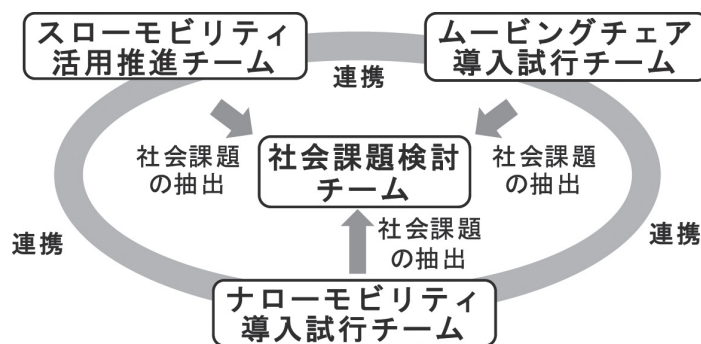 スローモビリティ
活用推進チーム
ムービングチェア
導入試行チーム
連携
社会課題
の抽出
社会課題検討
チーム
社会課題
の抽出
連携
社会課題
の抽出
連携
ナローモビリティ
導入試行チーム